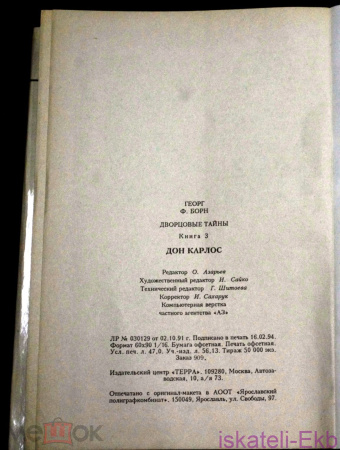 ГЕОРГ
Ф. БОРН
ДВОРЦОВЫЕ ТАЙНЫ
Книга 3
ДОН КАРЛОС
Редактор О. Азарьев
Художественный редактор И. Сайко
Технический редактор Г. Шитоева
Корректор И. Сахарук
Компьютерная верстка
частного агентства «АЗ»
ЛР № 030129 от 02.10.91 г. Подписано в печать 16.02.94.
Формат 60х90 1/16. Бумага офсетная. Печать офсетная.
Усл. печ. л. 47,0. Уч.-изд. л. 56,13. Тираж 50 000 экз.
Заказ 909.
Издательский центр «ТЕРРА». 109280, Москва, Автоза-
водская, 10, а/я 73.
Отпечатано с оригинал-макета в АООТ «Ярославский
полиграфкомбинат», 150049, Ярославль, ул. Свободы, 97.
МЕШОК
iskateli-Ekb